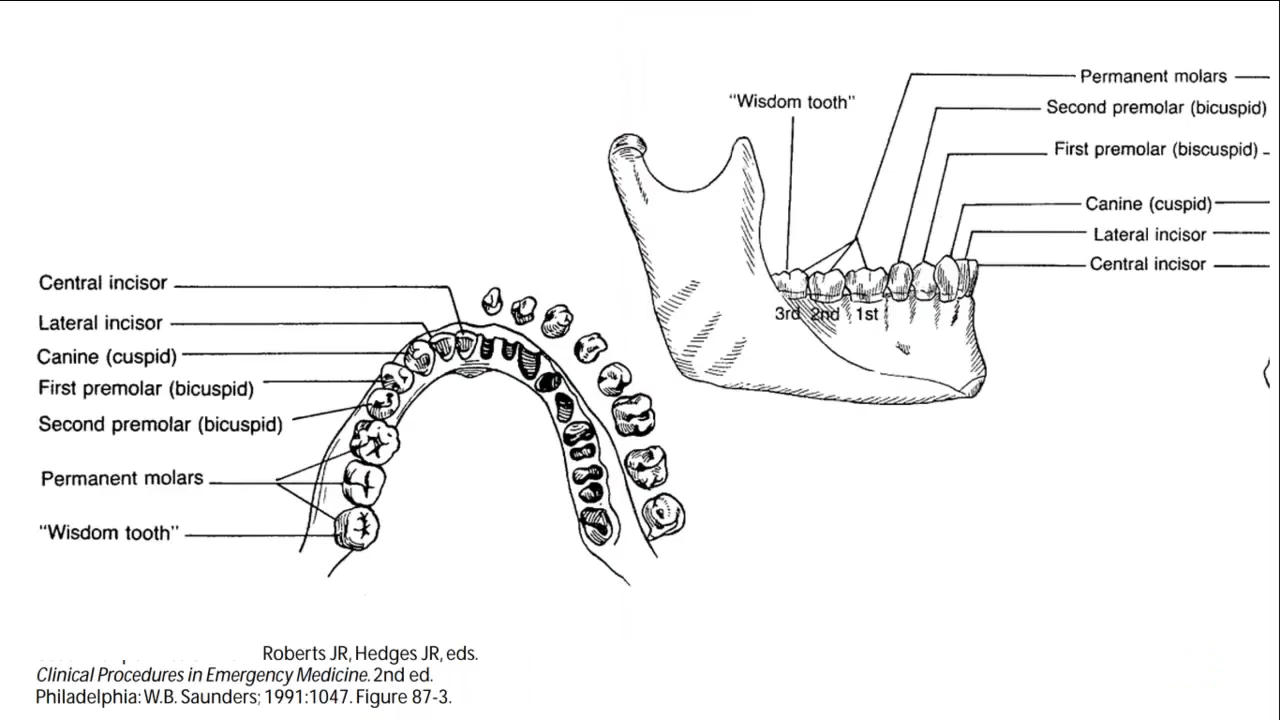 Permanent molars
"Wisdom tooth"
Second premolar (bicuspid)
First premolar (biscuspid)
Canine (cuspid)
Lateral incisor
Central incisor
3rd 2nd 1st
Central incisor
Lateral incisor
Canine (cuspid)
First premolar (bicuspid)
Second premolar (bicuspid)
Permanent molars
"Wisdom tooth"
Roberts JR, Hedges JR, eds.
Clinical Procedures in Emergency Medicine. 2nd ed.
Philadelphia: W.B. Saunders; 1991:1047. Figure 87-3.